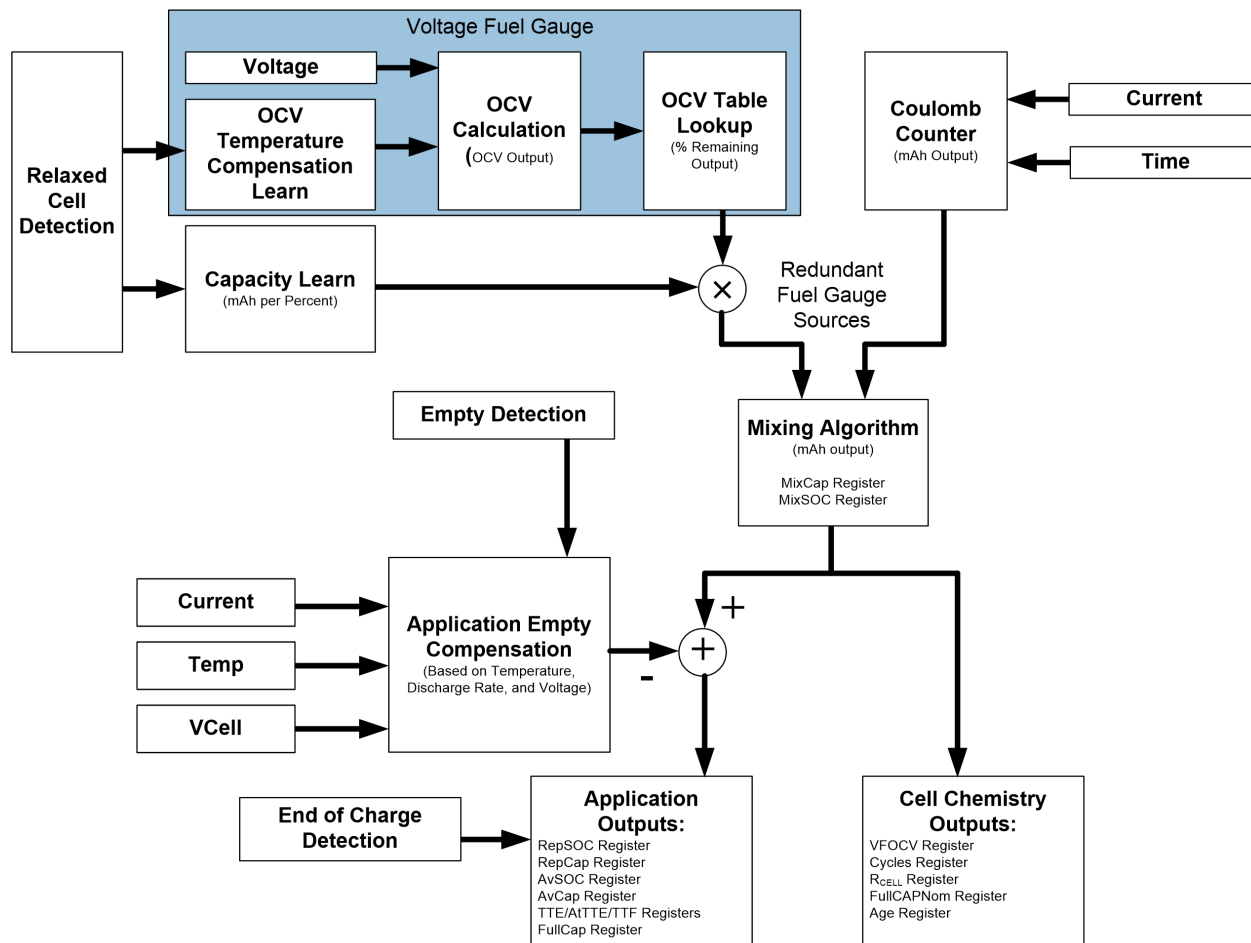 Voltage Fuel Gauge
Relaxed
Cell
Detection
Voltage
OCV
Temperature
Compensation
Learn
OCV
Calculation
(OCV Output)
OCV Table
Lookup
(% Remaining
Output)
Coulomb
Counter
(mAh Output)
Current
Time
Capacity Learn
(mAh per Percent)
×
Redundant
Fuel Gauge
Sources
Empty Detection
Mixing Algorithm
(mAh output)
MixCap Register
MixSOC Register
Current
Temp
VCell
Application Empty
Compensation
(Based on Temperature,
Discharge Rate, and Voltage)
+
+
-
End of Charge
Detection
Application
Outputs:
RepSOC Register
RepCap Register
AvSOC Register
AvCap Register
TTE/AtTTE/TTF Registers
FullCap Register
Cell Chemistry
Outputs:
VFOCV Register
Cycles Register
RCELL Register
FullCAPNom Register
Age Register